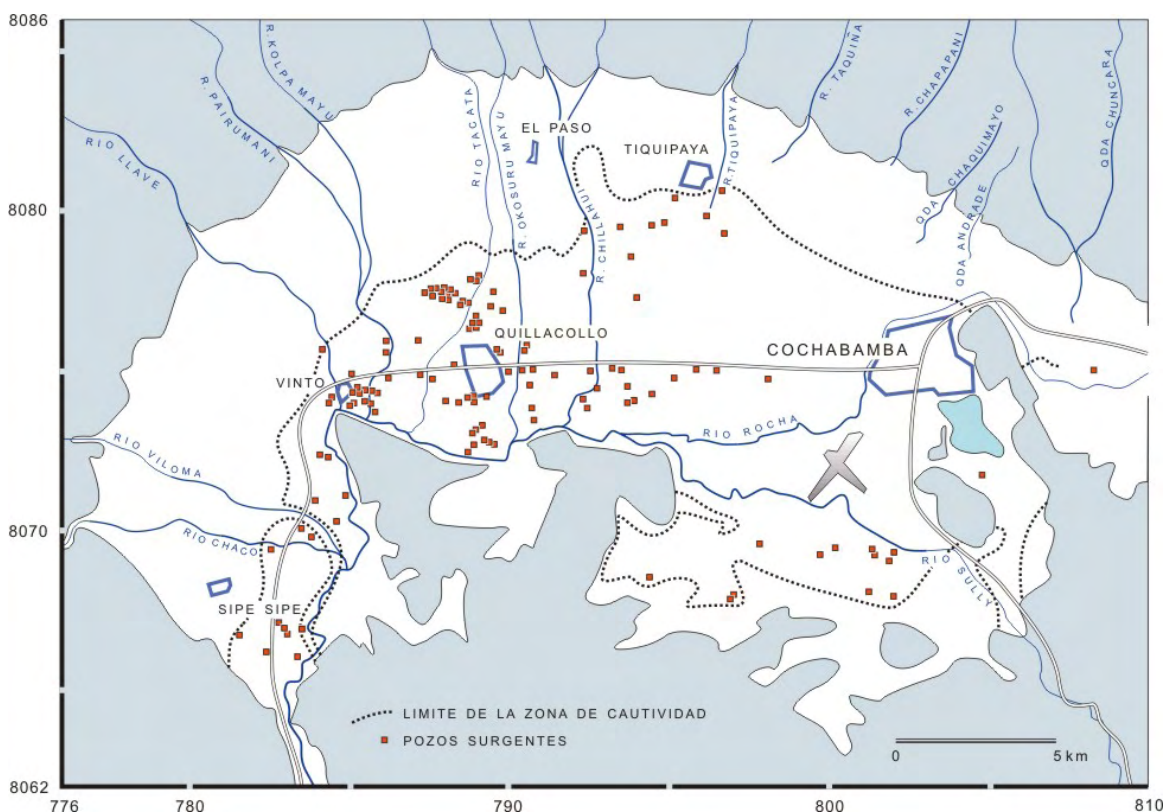 8086
8080
8070
8062
776
780
790
800
810
RIO LLAVE
R. PAIRUMANI
R. KOLPA MAYU
RIO TACATA
R. OKOSURU MAYU
EL PASO
R. CHILLAHUI
TIQUIPAYA
R. TIQUIPAYA
R. TAQUIÑA
R. CHAPAPANI
QDA CHAQUIMAYO
QDA ANDRADE
QDA CHUNCARA
QUILLACOLLO
COCHABAMBA
VINTO
RIO ROCHA
RIO VILOMA
RIO CHACO
RIO SULLY
SIPE SIPE
LIMITE DE LA ZONA DE CAUTIVIDAD
POZOS SURGENTES
0 5 km